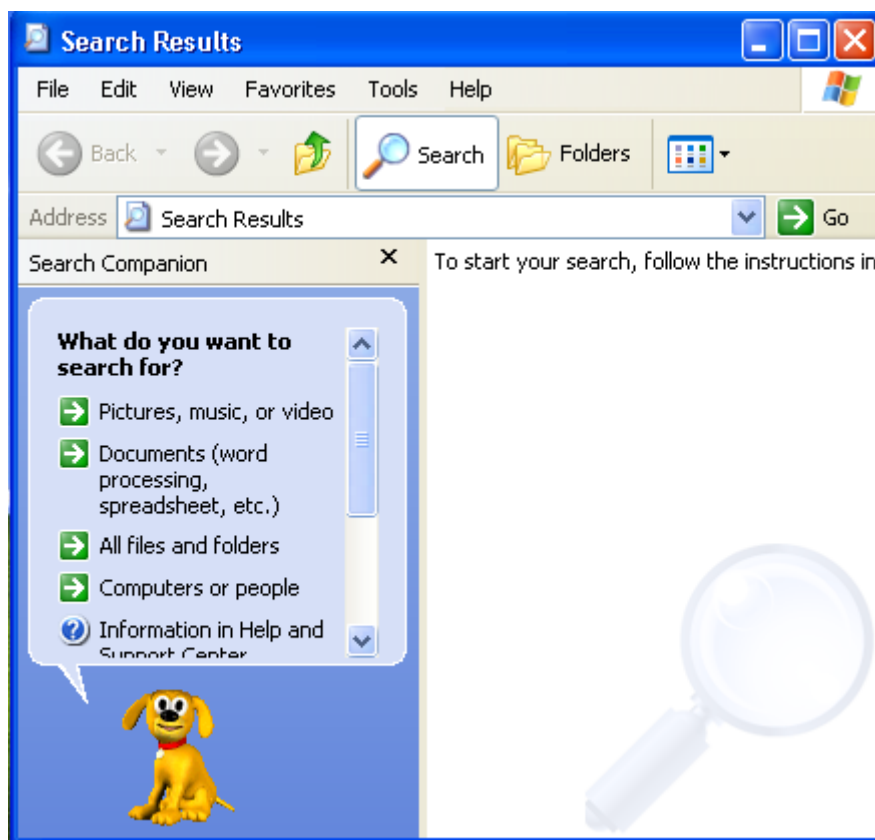 Search Results
File Edit View Favorites Tools Help
Back Search Folders
Address Search Results Go
Search Companion
To start your search, follow the instructions in
What do you want to
search for?
Pictures, music, or video
Documents (word
processing,
spreadsheet, etc.)
All files and folders
Computers or people
Information in Help and
Support Center